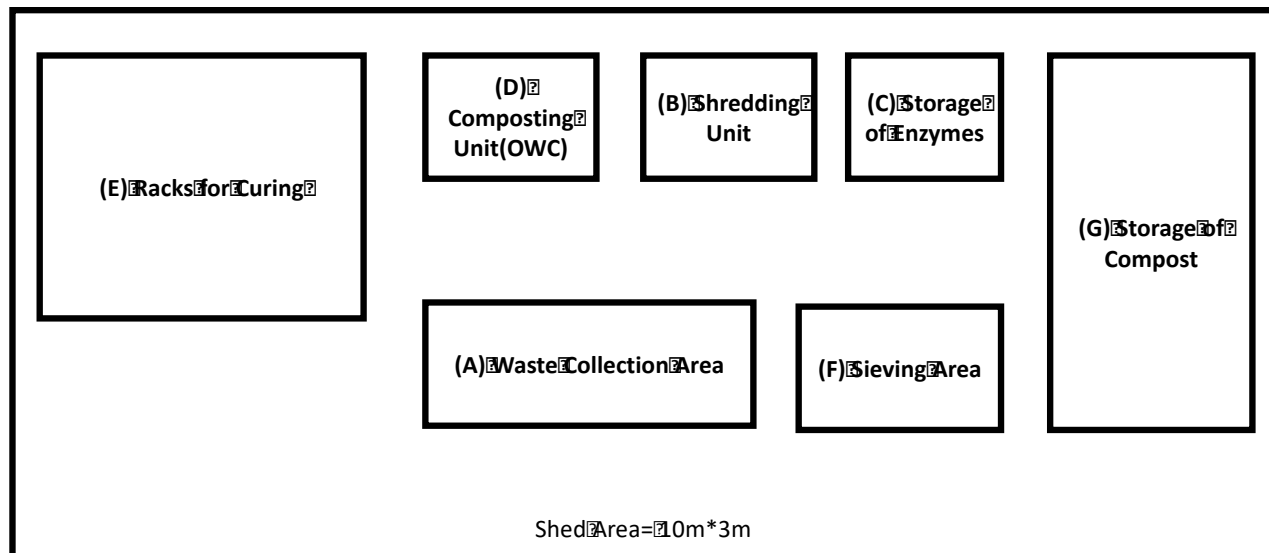 (D)
Composting
Unit(OWC)
(B) Shredding
Unit
(C) Storage
of Enzymes
(E) Racks for Curing
(G) Storage of
Compost
(A) Waste Collection Area
(F) Sieving Area
Shed Area= 10m*3m